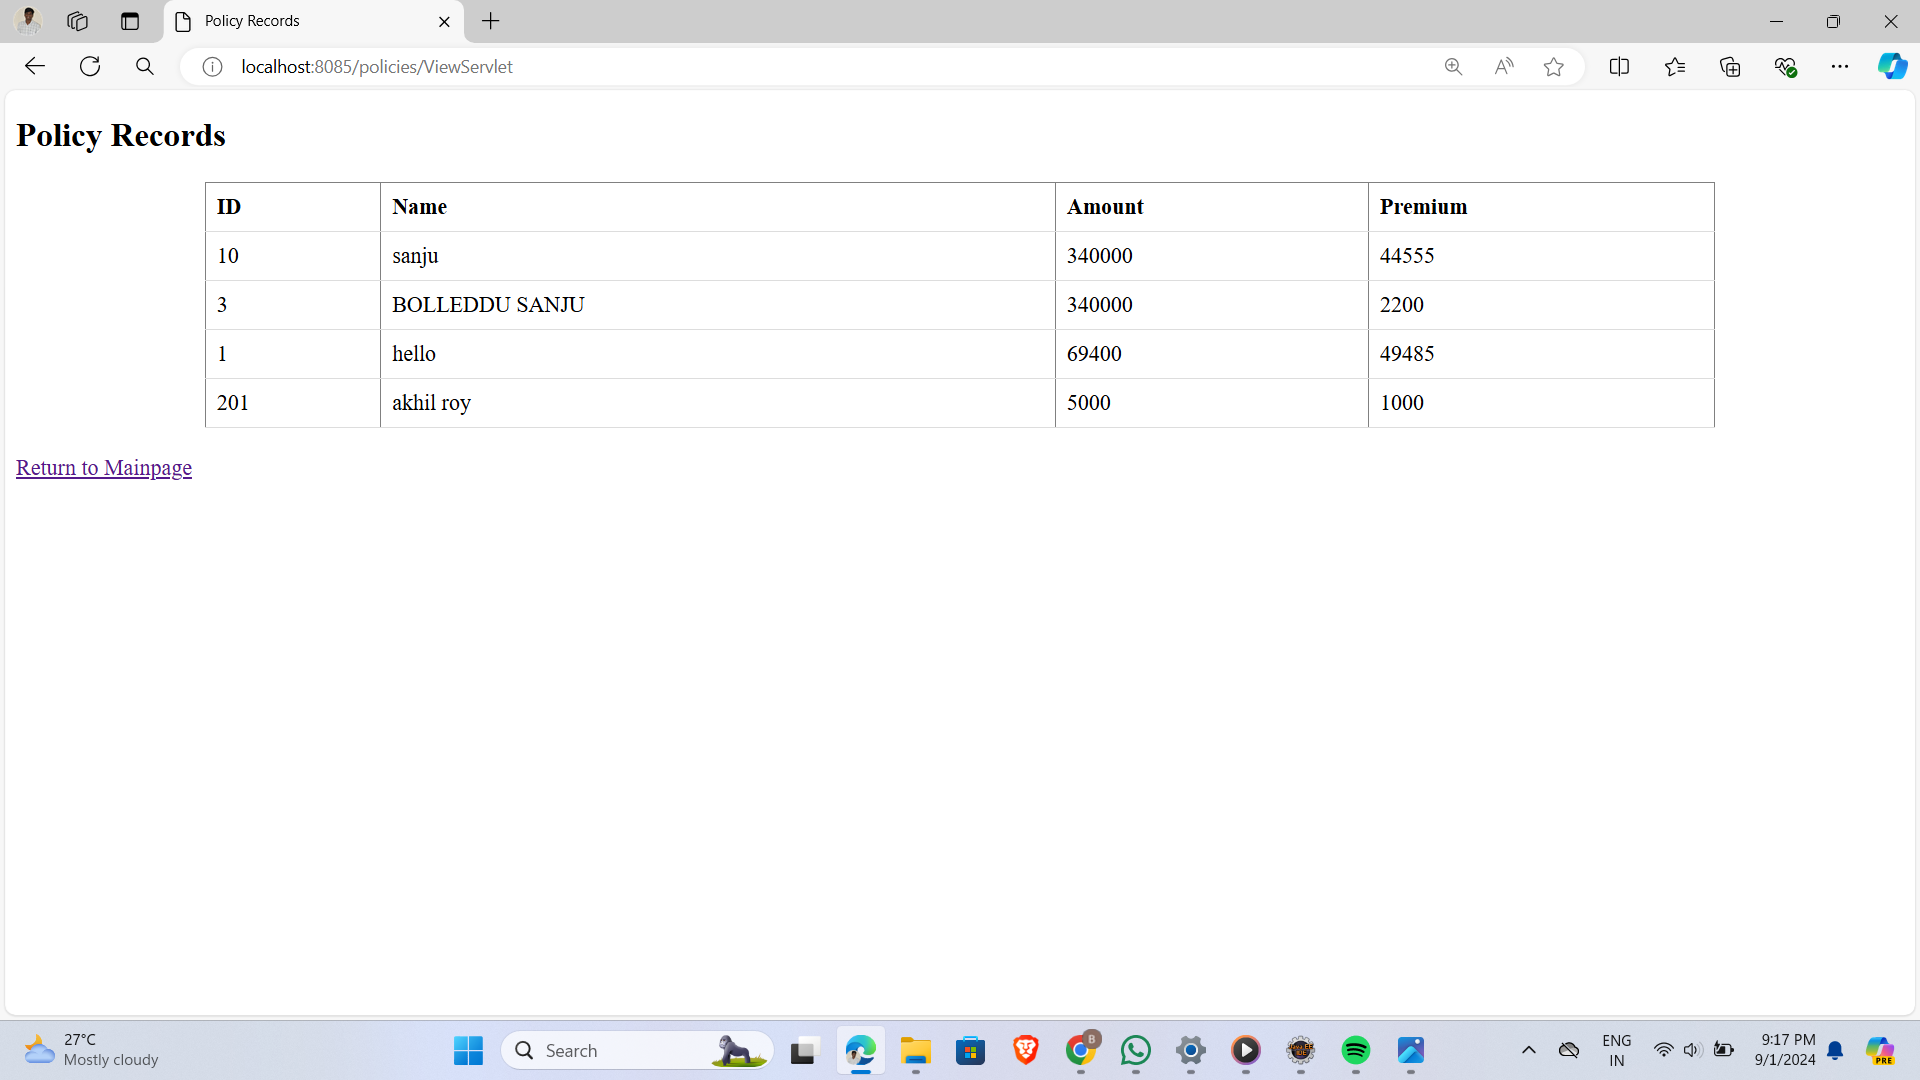 Policy Records
localhost:8085/policies/ViewServlet
Policy Records
ID Name Amount Premium
10 sanju 340000 44555
3 BOLLEDDU SANJU 340000 2200
1 hello 69400 49485
201 akhil roy 5000 1000
Return to Mainpage
27°C
Mostly cloudy
Search
B
ENG
IN
9:17 PM
9/1/2024
PRE